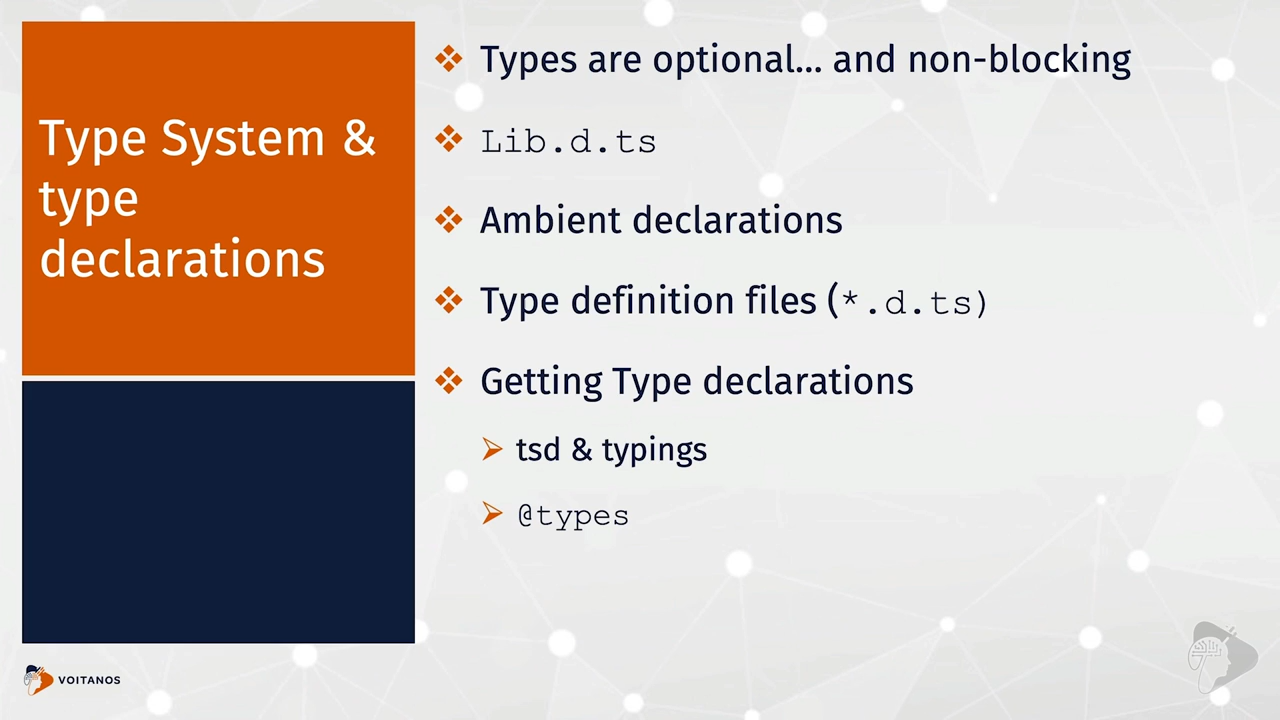 Type System &
type
declarations
Types are optional... and non-blocking
Lib.d.ts
Ambient declarations
Type definition files (*.d.ts)
Getting Type declarations
tsd & typings
@types
VOITANOS